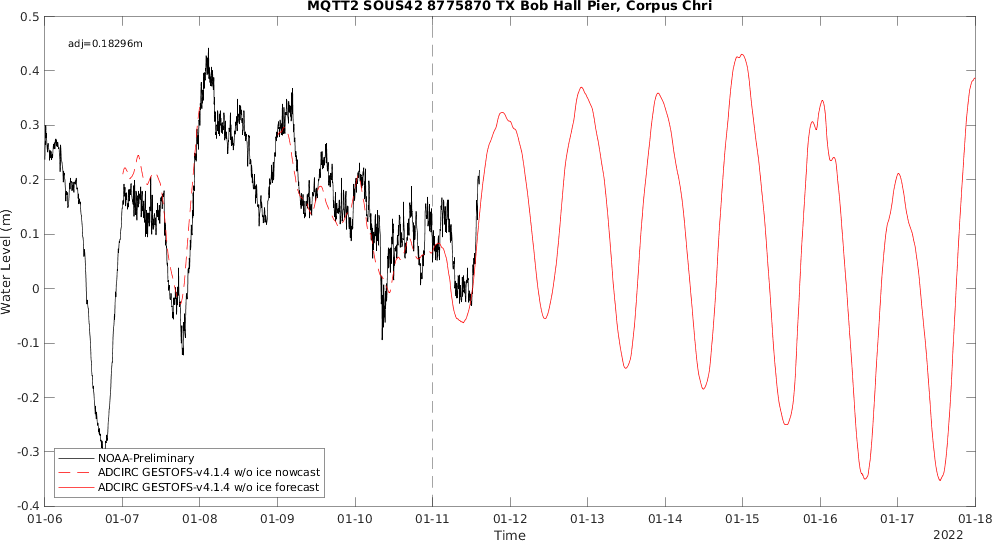 MQTT2 SOUS42 8775870 TX Bob Hall Pier, Corpus Chri
adj=0.18296m
Water Level (m)
0.5
0.4
0.3
0.2
0.1
0
-0.1
-0.2
-0.3
-0.4
NOAA-Preliminary
ADCIRC GESTOFS-v4.1.4 w/o ice nowcast
ADCIRC GESTOFS-v4.1.4 w/o ice forecast
01-06 01-07 01-08 01-09 01-10 01-11 01-12 01-13 01-14 01-15 01-16 01-17 01-18
Time
2022